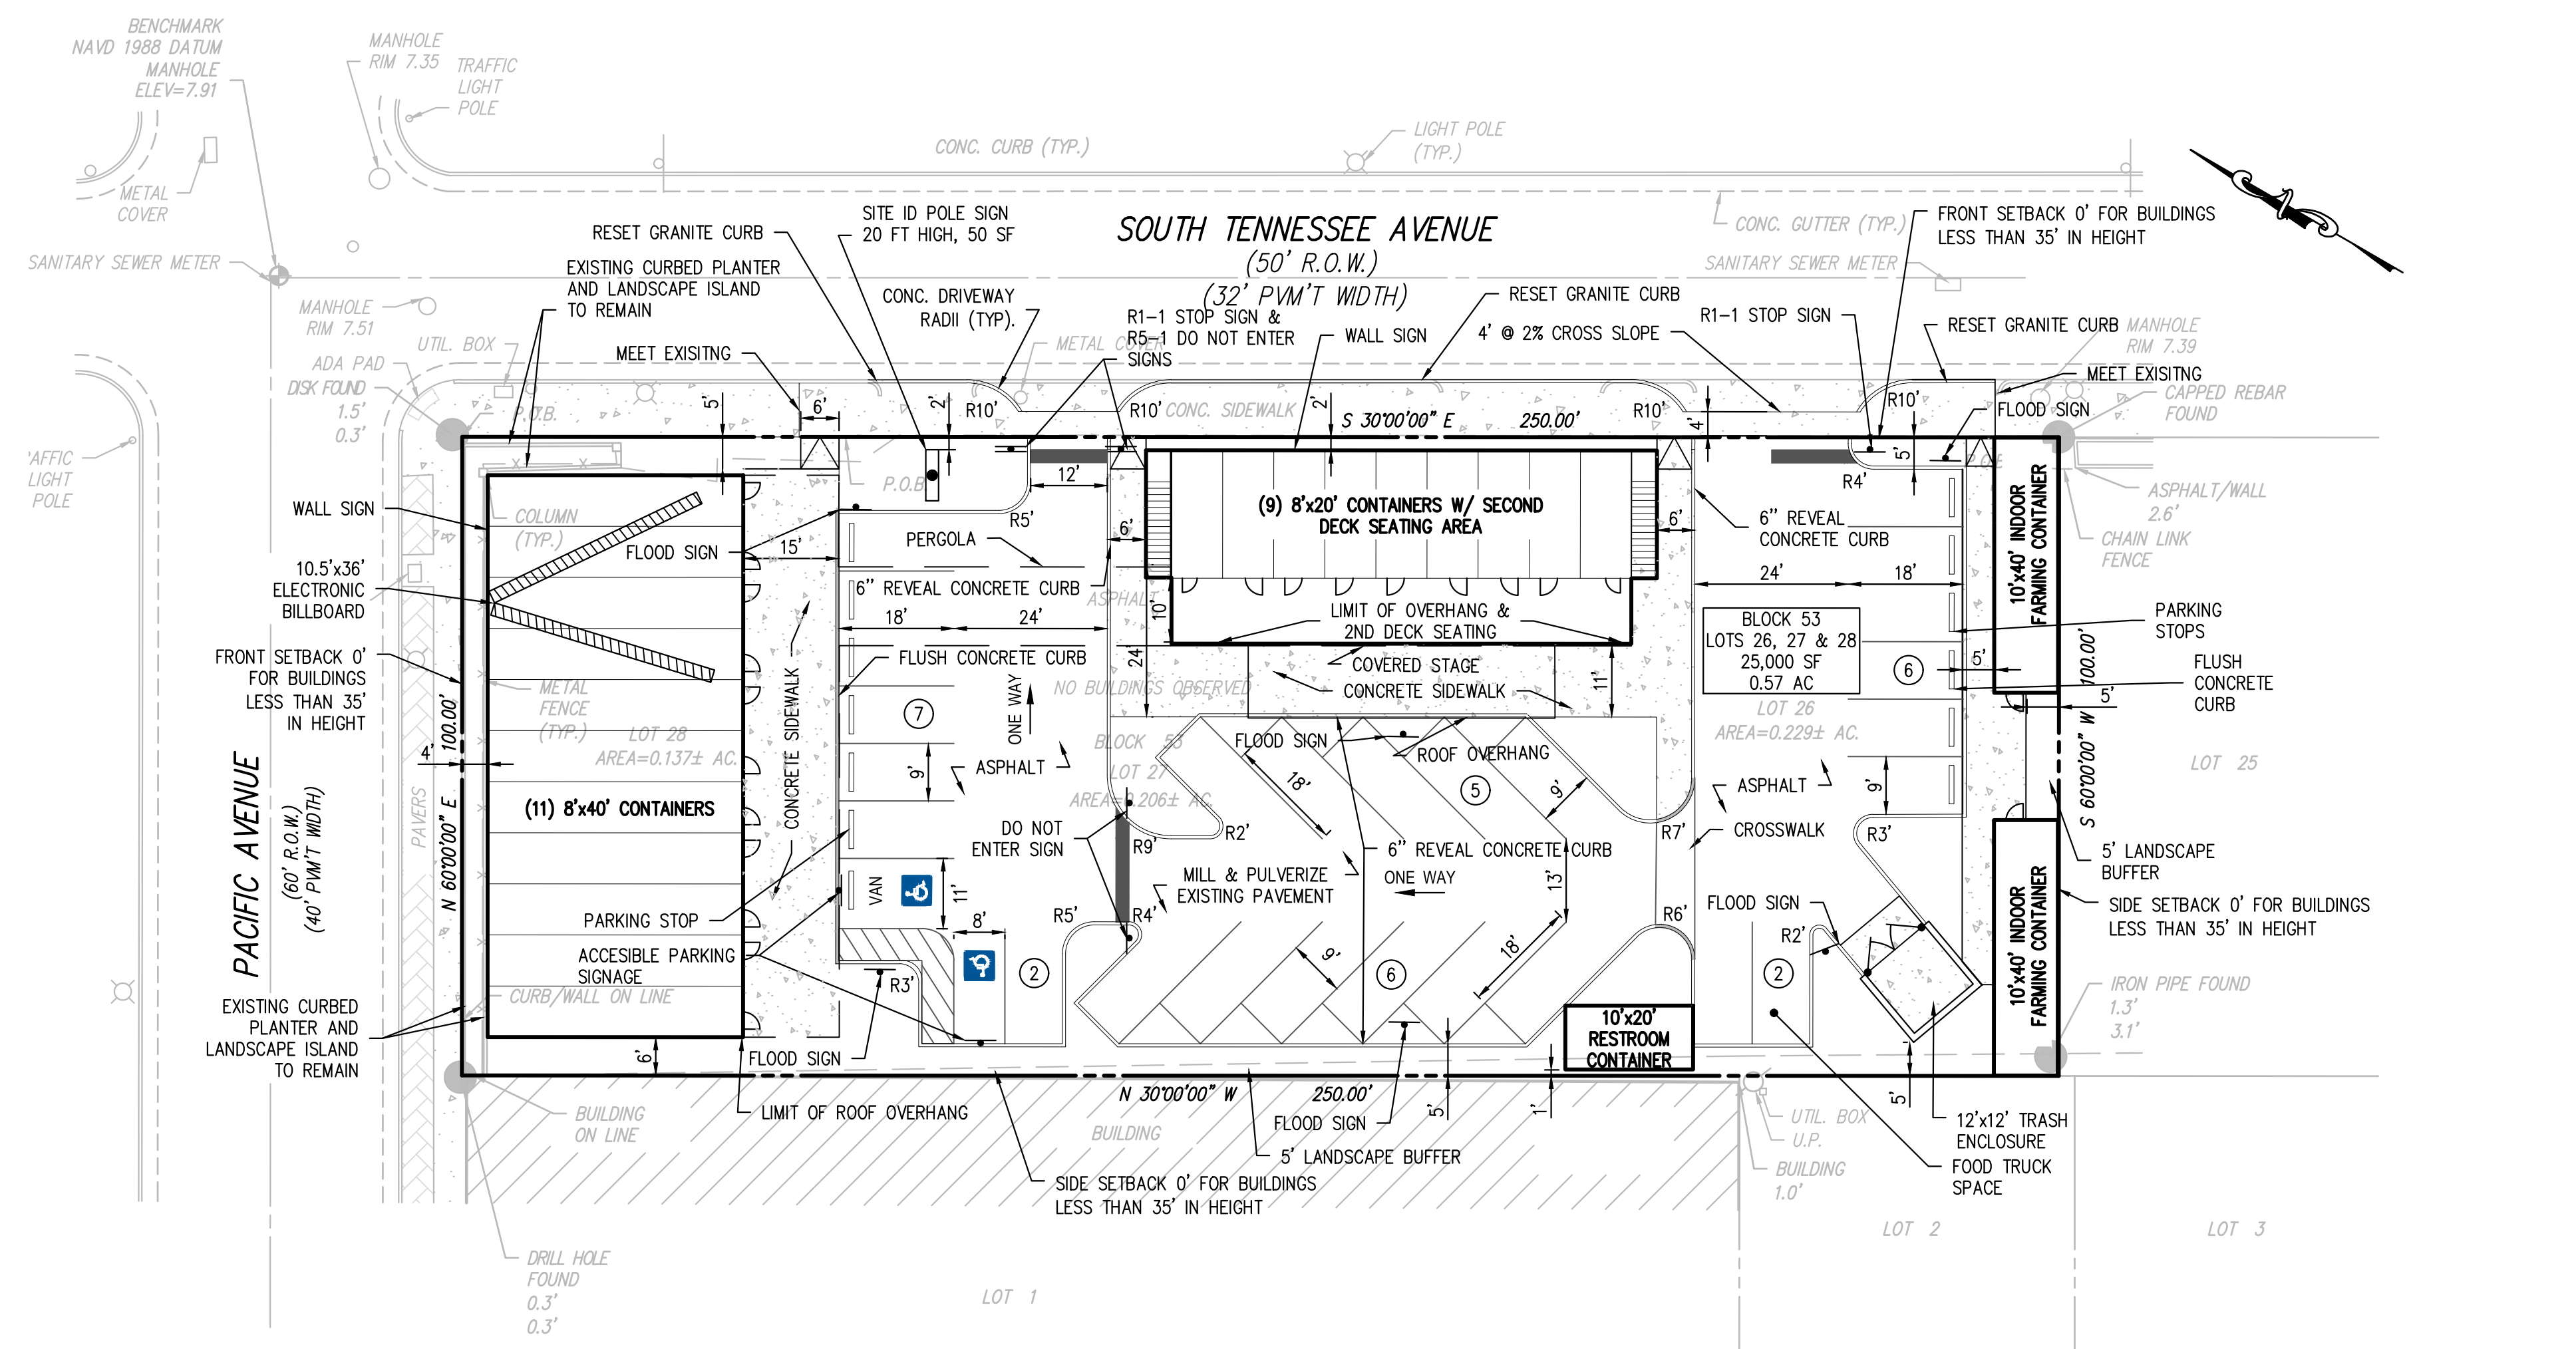 BENCHMARK
NAVD 1988 DATUM
MANHOLE
ELEV=7.91
MANHOLE
RIM 7.35
TRAFFIC
LIGHT
POLE
METAL
COVER
CONC. CURB (TYP.)
LIGHT POLE
(TYP.)
CONC. GUTTER (TYP.)
SANITARY SEWER METER
SANITARY SEWER METER
MANHOLE
RIM 7.51
UTIL. BOX
ADA PAD
DISK FOUND
1.5'
0.3'
P.O.B.
RESET GRANITE CURB
SITE ID POLE SIGN
20 FT HIGH, 50 SF
EXISTING CURBED PLANTER
AND LANDSCAPE ISLAND
TO REMAIN
CONC. DRIVEWAY
RADII (TYP).
MEET EXISITNG
SOUTH TENNESSEE AVENUE
(50' R.O.W.)
(32' PVM'T WIDTH)
R1-1 STOP SIGN &
R5-1 DO NOT ENTER
SIGNS
METAL COVER
WALL SIGN
RESET GRANITE CURB
4' @ 2% CROSS SLOPE
R1-1 STOP SIGN
FRONT SETBACK 0' FOR BUILDINGS
LESS THAN 35' IN HEIGHT
RESET GRANITE CURB
MANHOLE
RIM 7.39
MEET EXISITNG
CAPPED REBAR
FOUND
FLOOD SIGN
5'
6'
2'
R10'
R10'
CONC. SIDEWALK
2'
S 30°00'00" E
250.00'
R10'
4'
R10'
5'
'AFFIC
LIGHT
POLE
WALL SIGN
COLUMN
(TYP.)
FLOOD SIGN
15'
P.O.B
12'
R5'
PERGOLA
6'
6" REVEAL CONCRETE CURB
ASPHALT
18'
24'
(9) 8'x20' CONTAINERS W/ SECOND
DECK SEATING AREA
10'
LIMIT OF OVERHANG &
2ND DECK SEATING
6'
6" REVEAL
CONCRETE CURB
R4'
24'
18'
10'x40' INDOOR
FARMING CONTAINER
ASPHALT/WALL
2.6'
CHAIN LINK
FENCE
10.5'x36'
ELECTRONIC
BILLBOARD
FRONT SETBACK 0'
FOR BUILDINGS
LESS THAN 35'
IN HEIGHT
METAL
FENCE
(TYP.)
LOT 28
AREA=0.137± AC.
4'
N 60°00'00" E
100.00'
CONCRETE SIDEWALK
FLUSH CONCRETE CURB
24'
NO BUILDINGS OBSERVED
COVERED STAGE
CONCRETE SIDEWALK
11'
BLOCK 53
LOTS 26, 27 & 28
25,000 SF
0.57 AC
6
5'
PARKING
STOPS
FLUSH
CONCRETE
CURB
5'
100.00'
S 60°00'00" W
LOT 26
AREA=0.229± AC.
LOT 25
7
ONE WAY
ASPHALT
9'
BLOCK 53
LOT 27
AREA=0.206± AC.
FLOOD SIGN
ROOF OVERHANG
18'
5
9'
ASPHALT
9'
PACIFIC AVENUE
(60' R.O.W.)
(40' PVM'T WIDTH)
PAVERS
(11) 8'x40' CONTAINERS
DO NOT
ENTER SIGN
R2'
R9'
MILL & PULVERIZE
EXISTING PAVEMENT
6" REVEAL CONCRETE CURB
ONE WAY
13'
R7'
CROSSWALK
R3'
5' LANDSCAPE
BUFFER
SIDE SETBACK 0' FOR BUILDINGS
LESS THAN 35' IN HEIGHT
VAN
11'
PARKING STOP
8'
R5'
R4'
ACCESIBLE PARKING
SIGNAGE
CURB/WALL ON LINE
R3'
2
9'
6
18'
R6'
FLOOD SIGN
R2'
2
10'x40' INDOOR
FARMING CONTAINER
IRON PIPE FOUND
1.3'
3.1'
EXISTING CURBED
PLANTER AND
LANDSCAPE ISLAND
TO REMAIN
6'
FLOOD SIGN
10'x20'
RESTROOM
CONTAINER
LIMIT OF ROOF OVERHANG
N 30°00'00" W
250.00'
FLOOD SIGN
5'
1'
5'
BUILDING
ON LINE
BUILDING
5' LANDSCAPE BUFFER
SIDE SETBACK 0' FOR BUILDINGS
LESS THAN 35' IN HEIGHT
UTIL. BOX
U.P.
BUILDING
1.0'
12'x12' TRASH
ENCLOSURE
FOOD TRUCK
SPACE
DRILL HOLE
FOUND
0.3'
0.3'
LOT 1
LOT 2
LOT 3